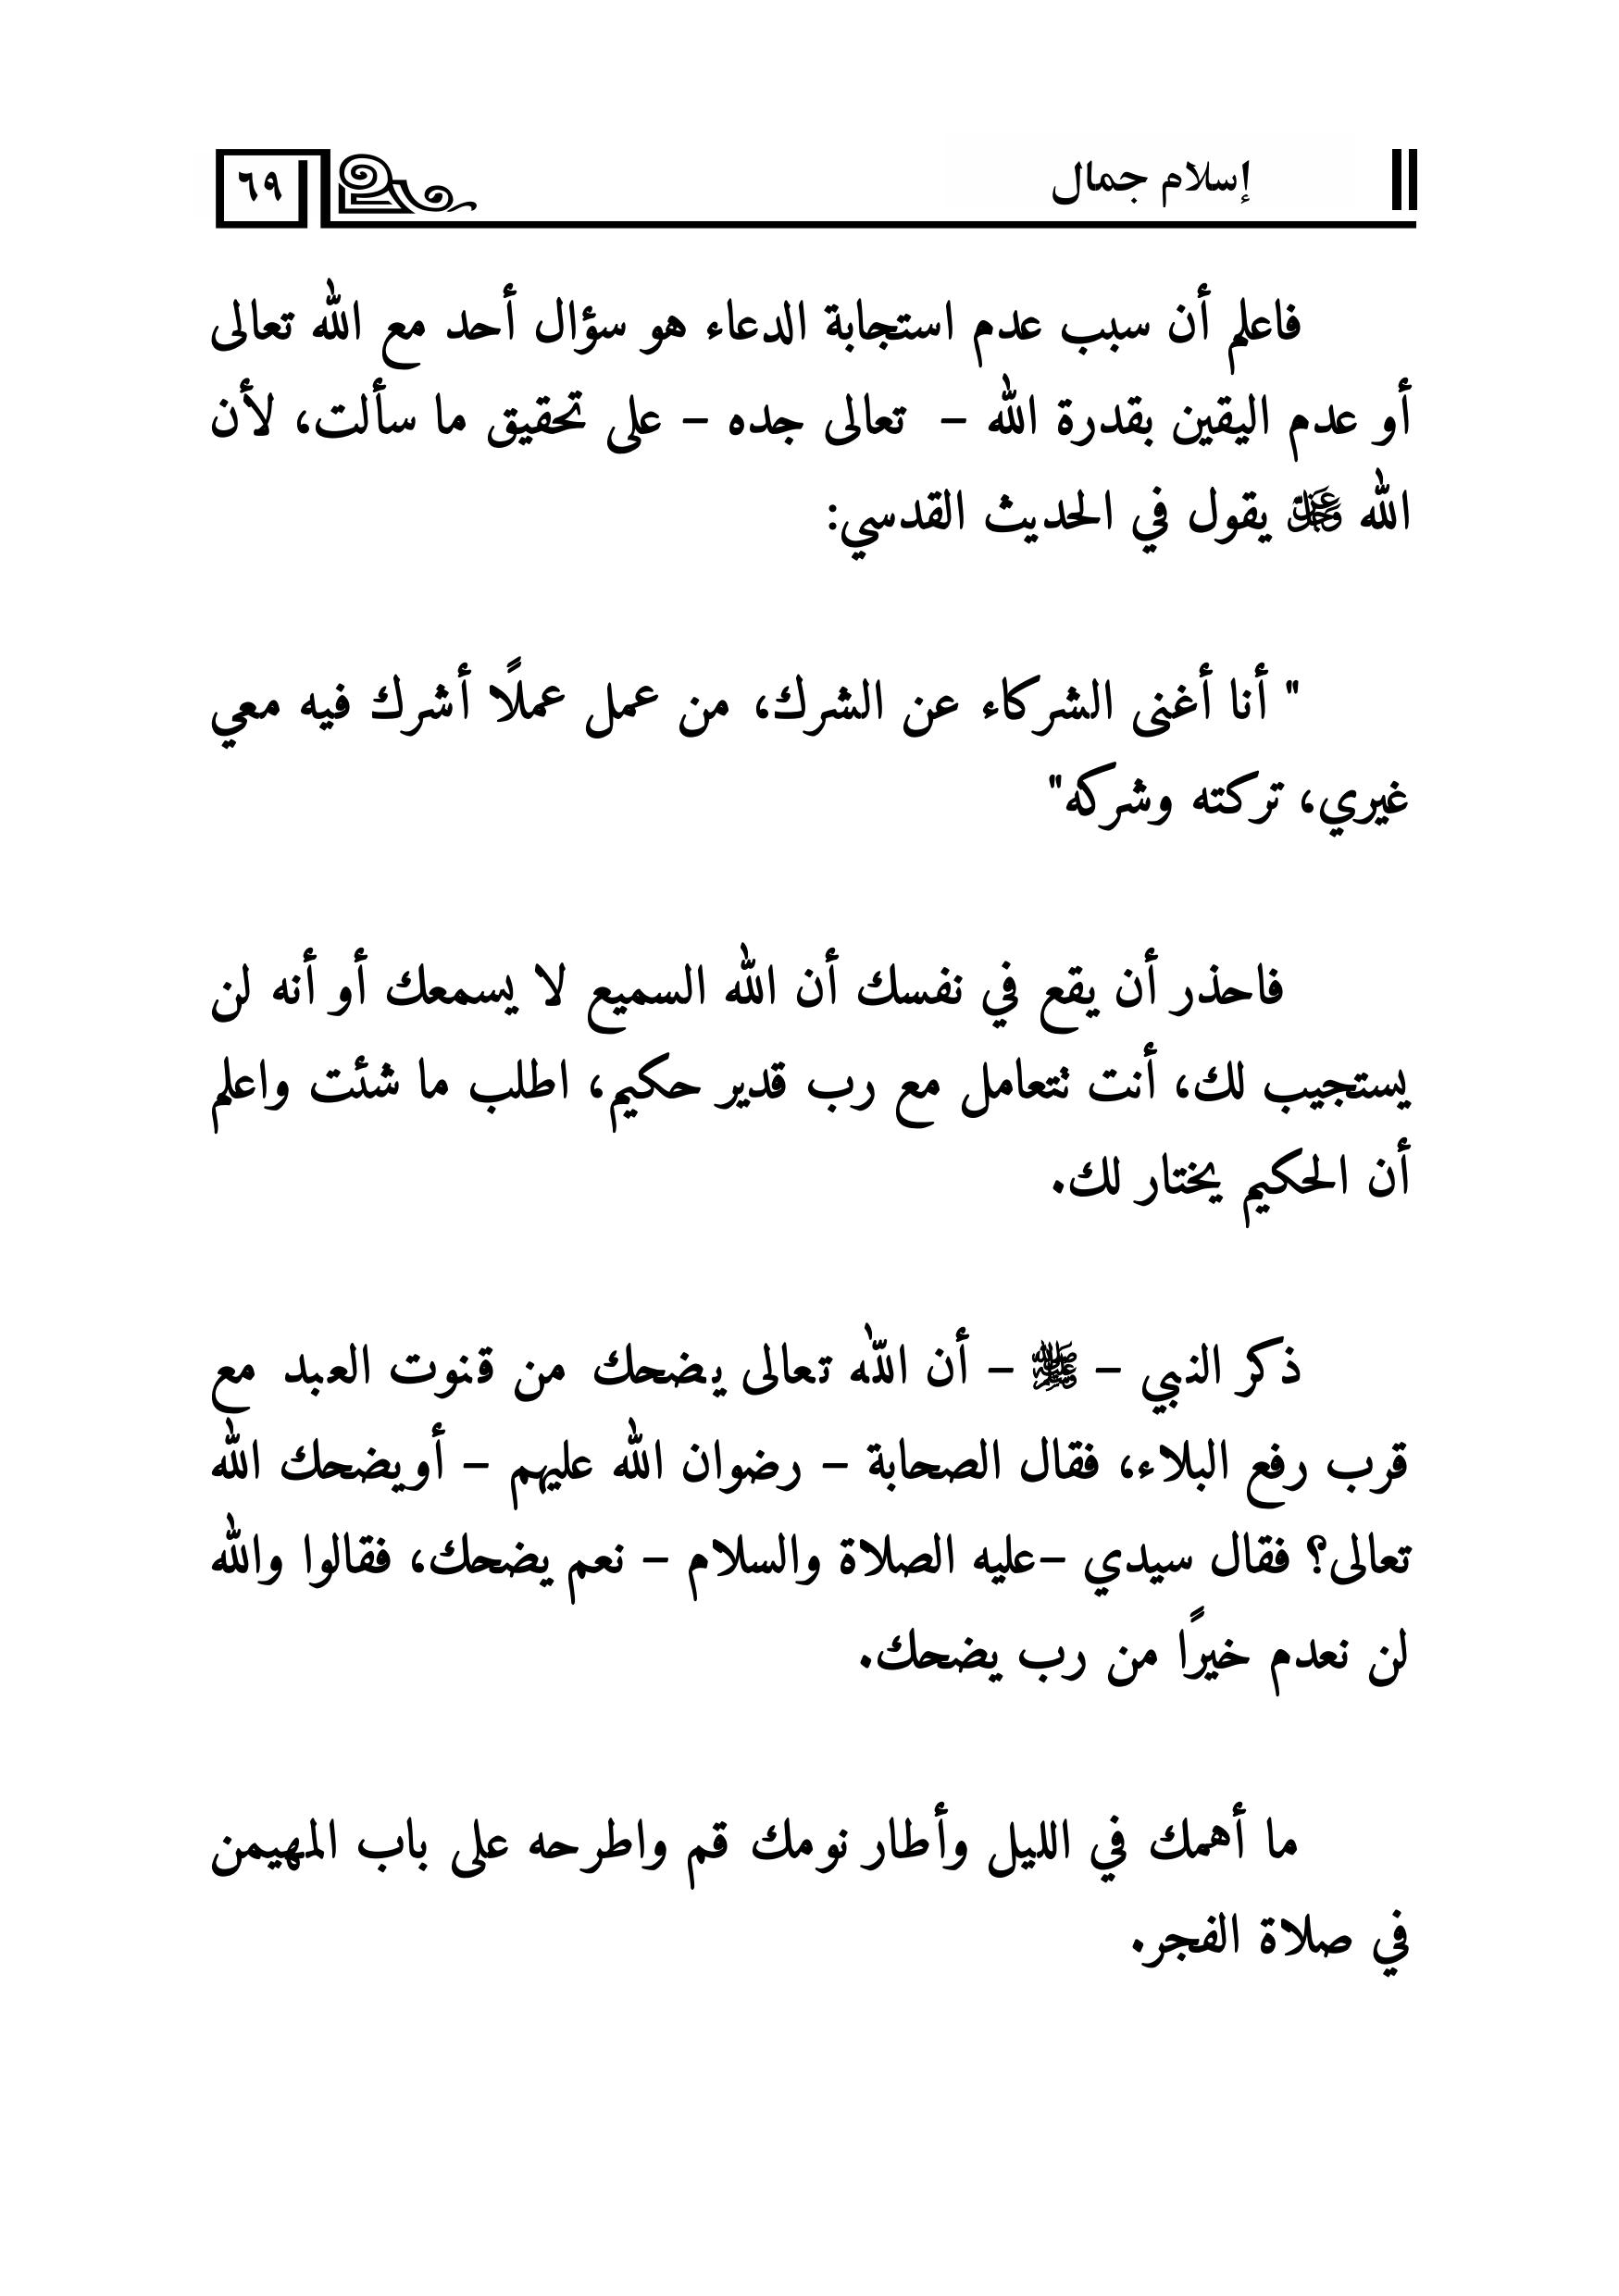 إسلام جمال
٦٩
فاعلم أن سبب عدم استجابة الدعاء هو سؤال أحد مع الله تعالى
أو عدم اليقين بقدرة الله – تعالى جده – على تحقيق ما سألت، لأن
الله عز وجل يقول في الحديث القدسي:
" أنا أغنى الشركاء عن الشرك، من عمل عملًا أشرك فيه معي
غيري، تركته وشركه"
فاحذر أن يقع في نفسك أن الله السميع لا يسمعك أو أنه لن
يستجيب لك، أنت تتعامل مع رب قدير حكيم، اطلب ما شئت واعلم
أن الحكيم يختار لك.
ذكر النبي – ﷺ – أن الله تعالى يضحك من قنوت العبد مع
قرب رفع البلاء، فقال الصحابة – رضوان الله عليهم – أويضحك الله
تعالى؟ فقال سيدي –عليه الصلاة والسلام – نعم يضحك، فقالوا والله
لن نعدم خيرًا من رب يضحك.
ما أهمك في الليل وأطار نومك قم واطرحه على باب المهيمن
في صلاة الفجر.